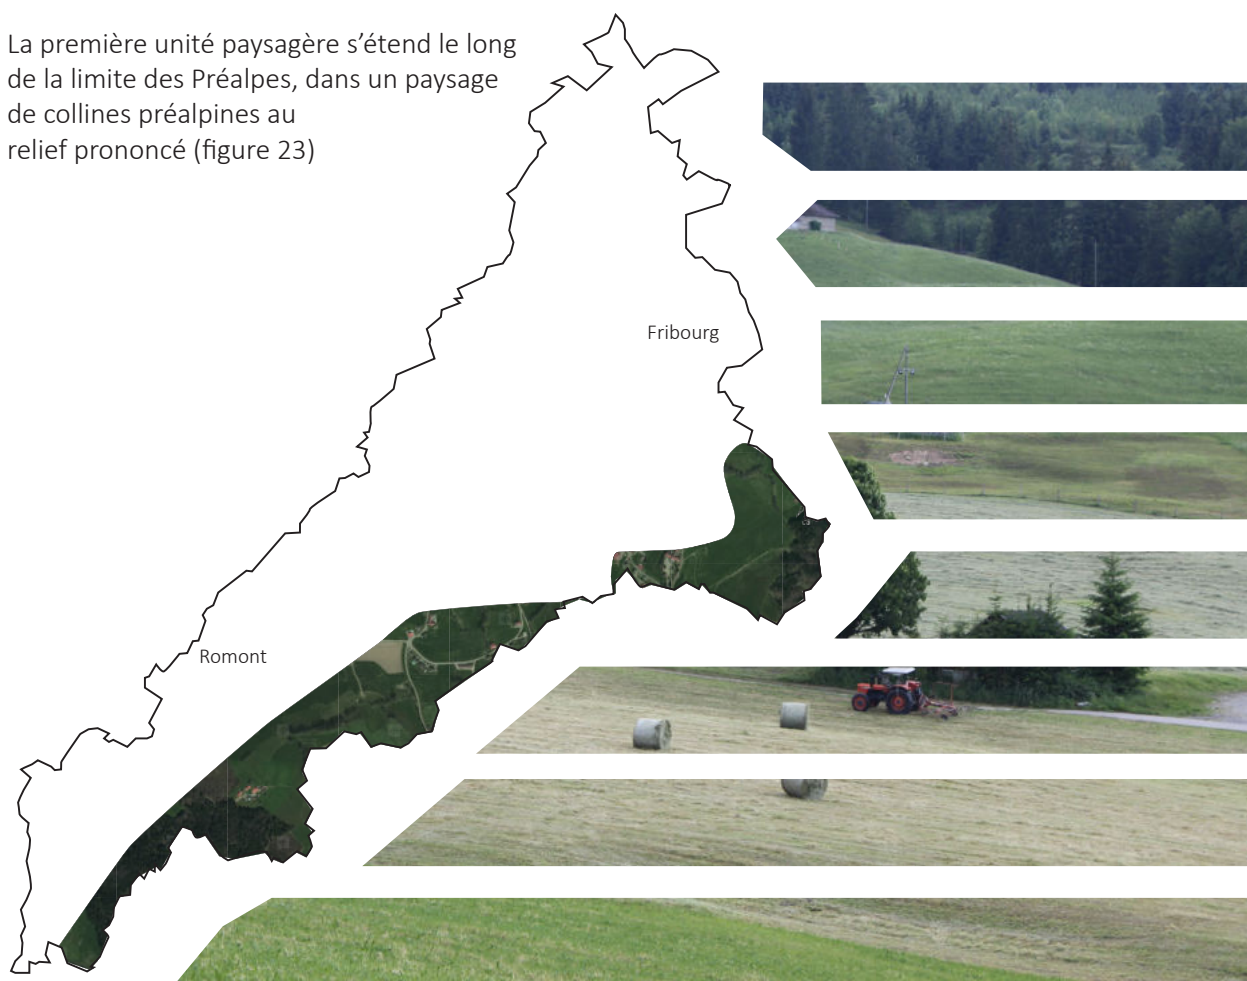 La première unité paysagère s’étend le long
de la limite des Préalpes, dans un paysage
de collines préalpines au
relief prononcé (figure 23)
Fribourg
Romont